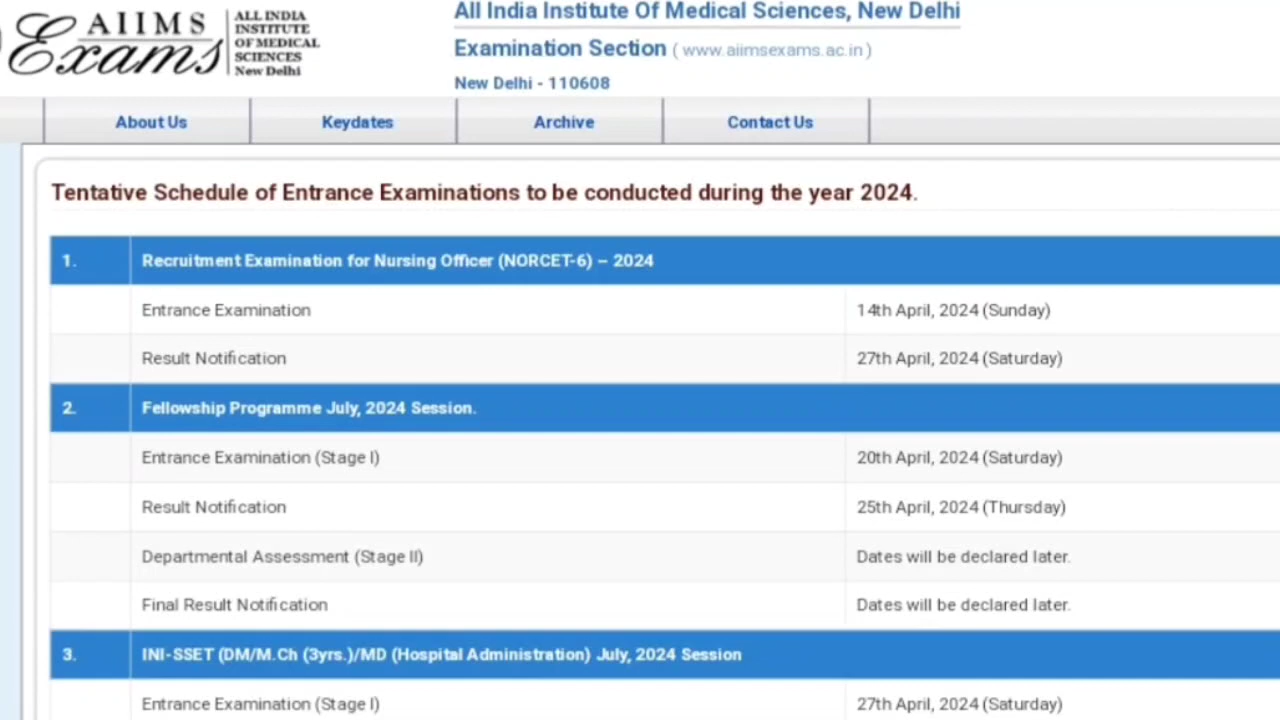 AIIMS
Exams
ALL INDIA
INSTITUTE
OF MEDICAL
SCIENCES
New Delhi
All India Institute Of Medical Sciences, New Delhi
Examination Section ( www.aiimsexams.ac.in )
New Delhi - 110608
About Us Keydates Archive Contact Us
Tentative Schedule of Entrance Examinations to be conducted during the year 2024.
1. Recruitment Examination for Nursing Officer (NORCET-6) – 2024
Entrance Examination 14th April, 2024 (Sunday)
Result Notification 27th April, 2024 (Saturday)
2. Fellowship Programme July, 2024 Session.
Entrance Examination (Stage I) 20th April, 2024 (Saturday)
Result Notification 25th April, 2024 (Thursday)
Departmental Assessment (Stage II) Dates will be declared later.
Final Result Notification Dates will be declared later.
3. INI-SSET (DM/M.Ch (3yrs.)/MD (Hospital Administration) July, 2024 Session
Entrance Examination (Stage I) 27th April, 2024 (Saturday)